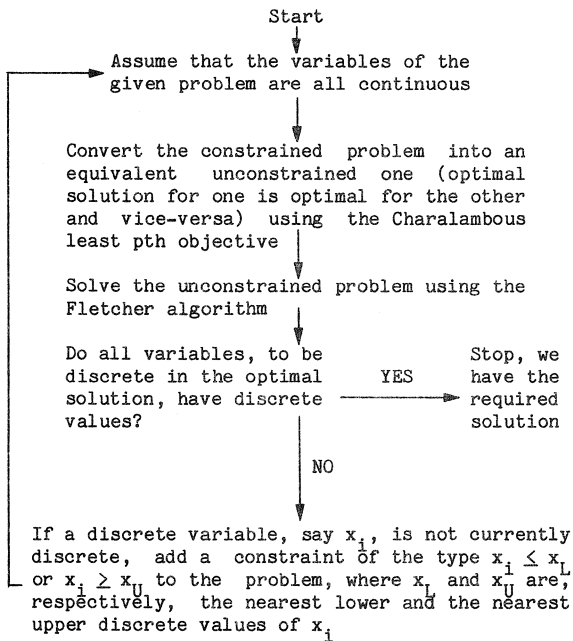 Start
Assume that the variables of the
given problem are all continuous
Convert the constrained problem into an
equivalent unconstrained one (optimal
solution for one is optimal for the other
and vice-versa) using the Charalambous
least pth objective
Solve the unconstrained problem using the
Fletcher algorithm
Do all variables, to be
discrete in the optimal
solution, have discrete
values?
YES
Stop, we
have the
required
solution
NO
If a discrete variable, say x_i, is not currently
discrete, add a constraint of the type x_i ≤ x_L
or x_i ≥ x_U to the problem, where x_L and x_U are,
respectively, the nearest lower and the nearest
upper discrete values of x_i